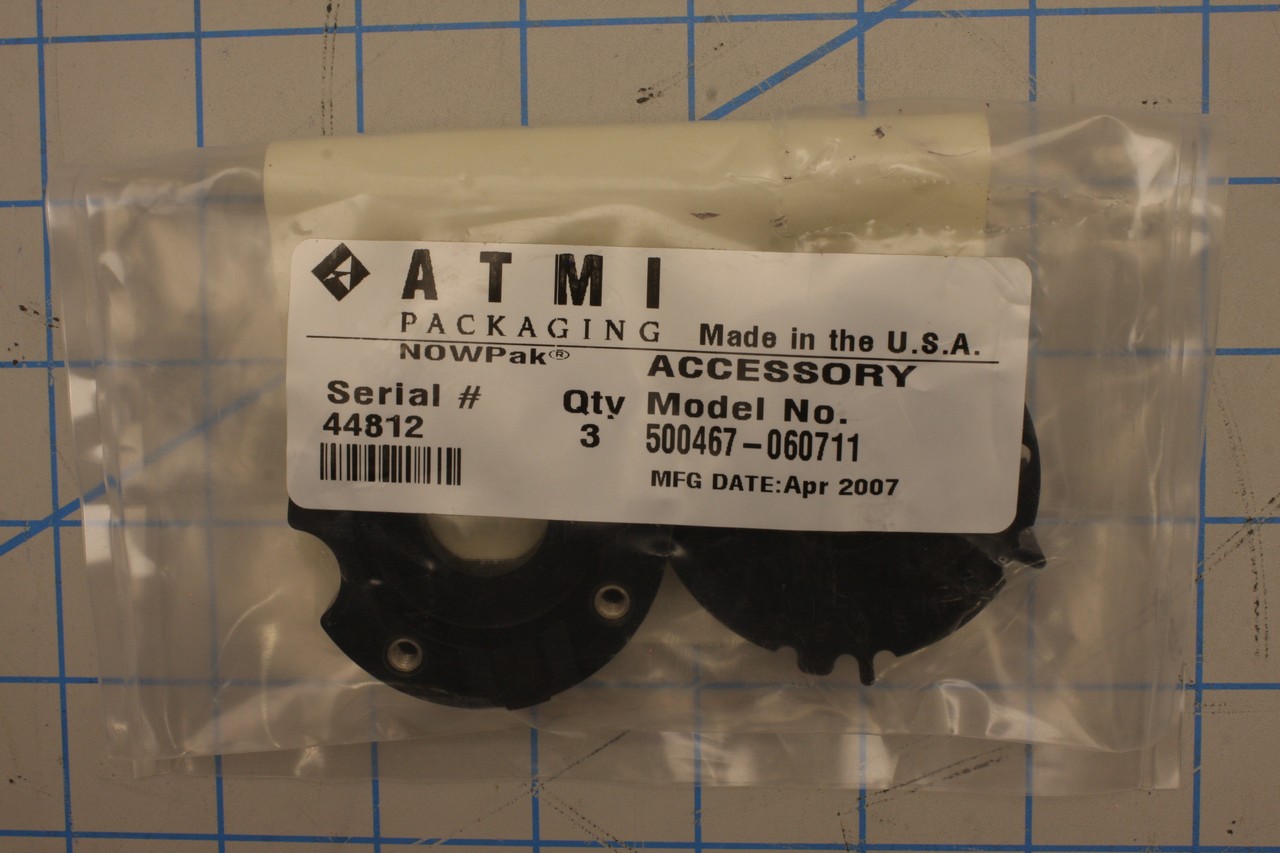 ATMI
PACKAGING
Made in the U.S.A.
NOWPak®
ACCESSORY
Serial # Qty Model No.
44812 3 500467-060711
MFG DATE:Apr 2007